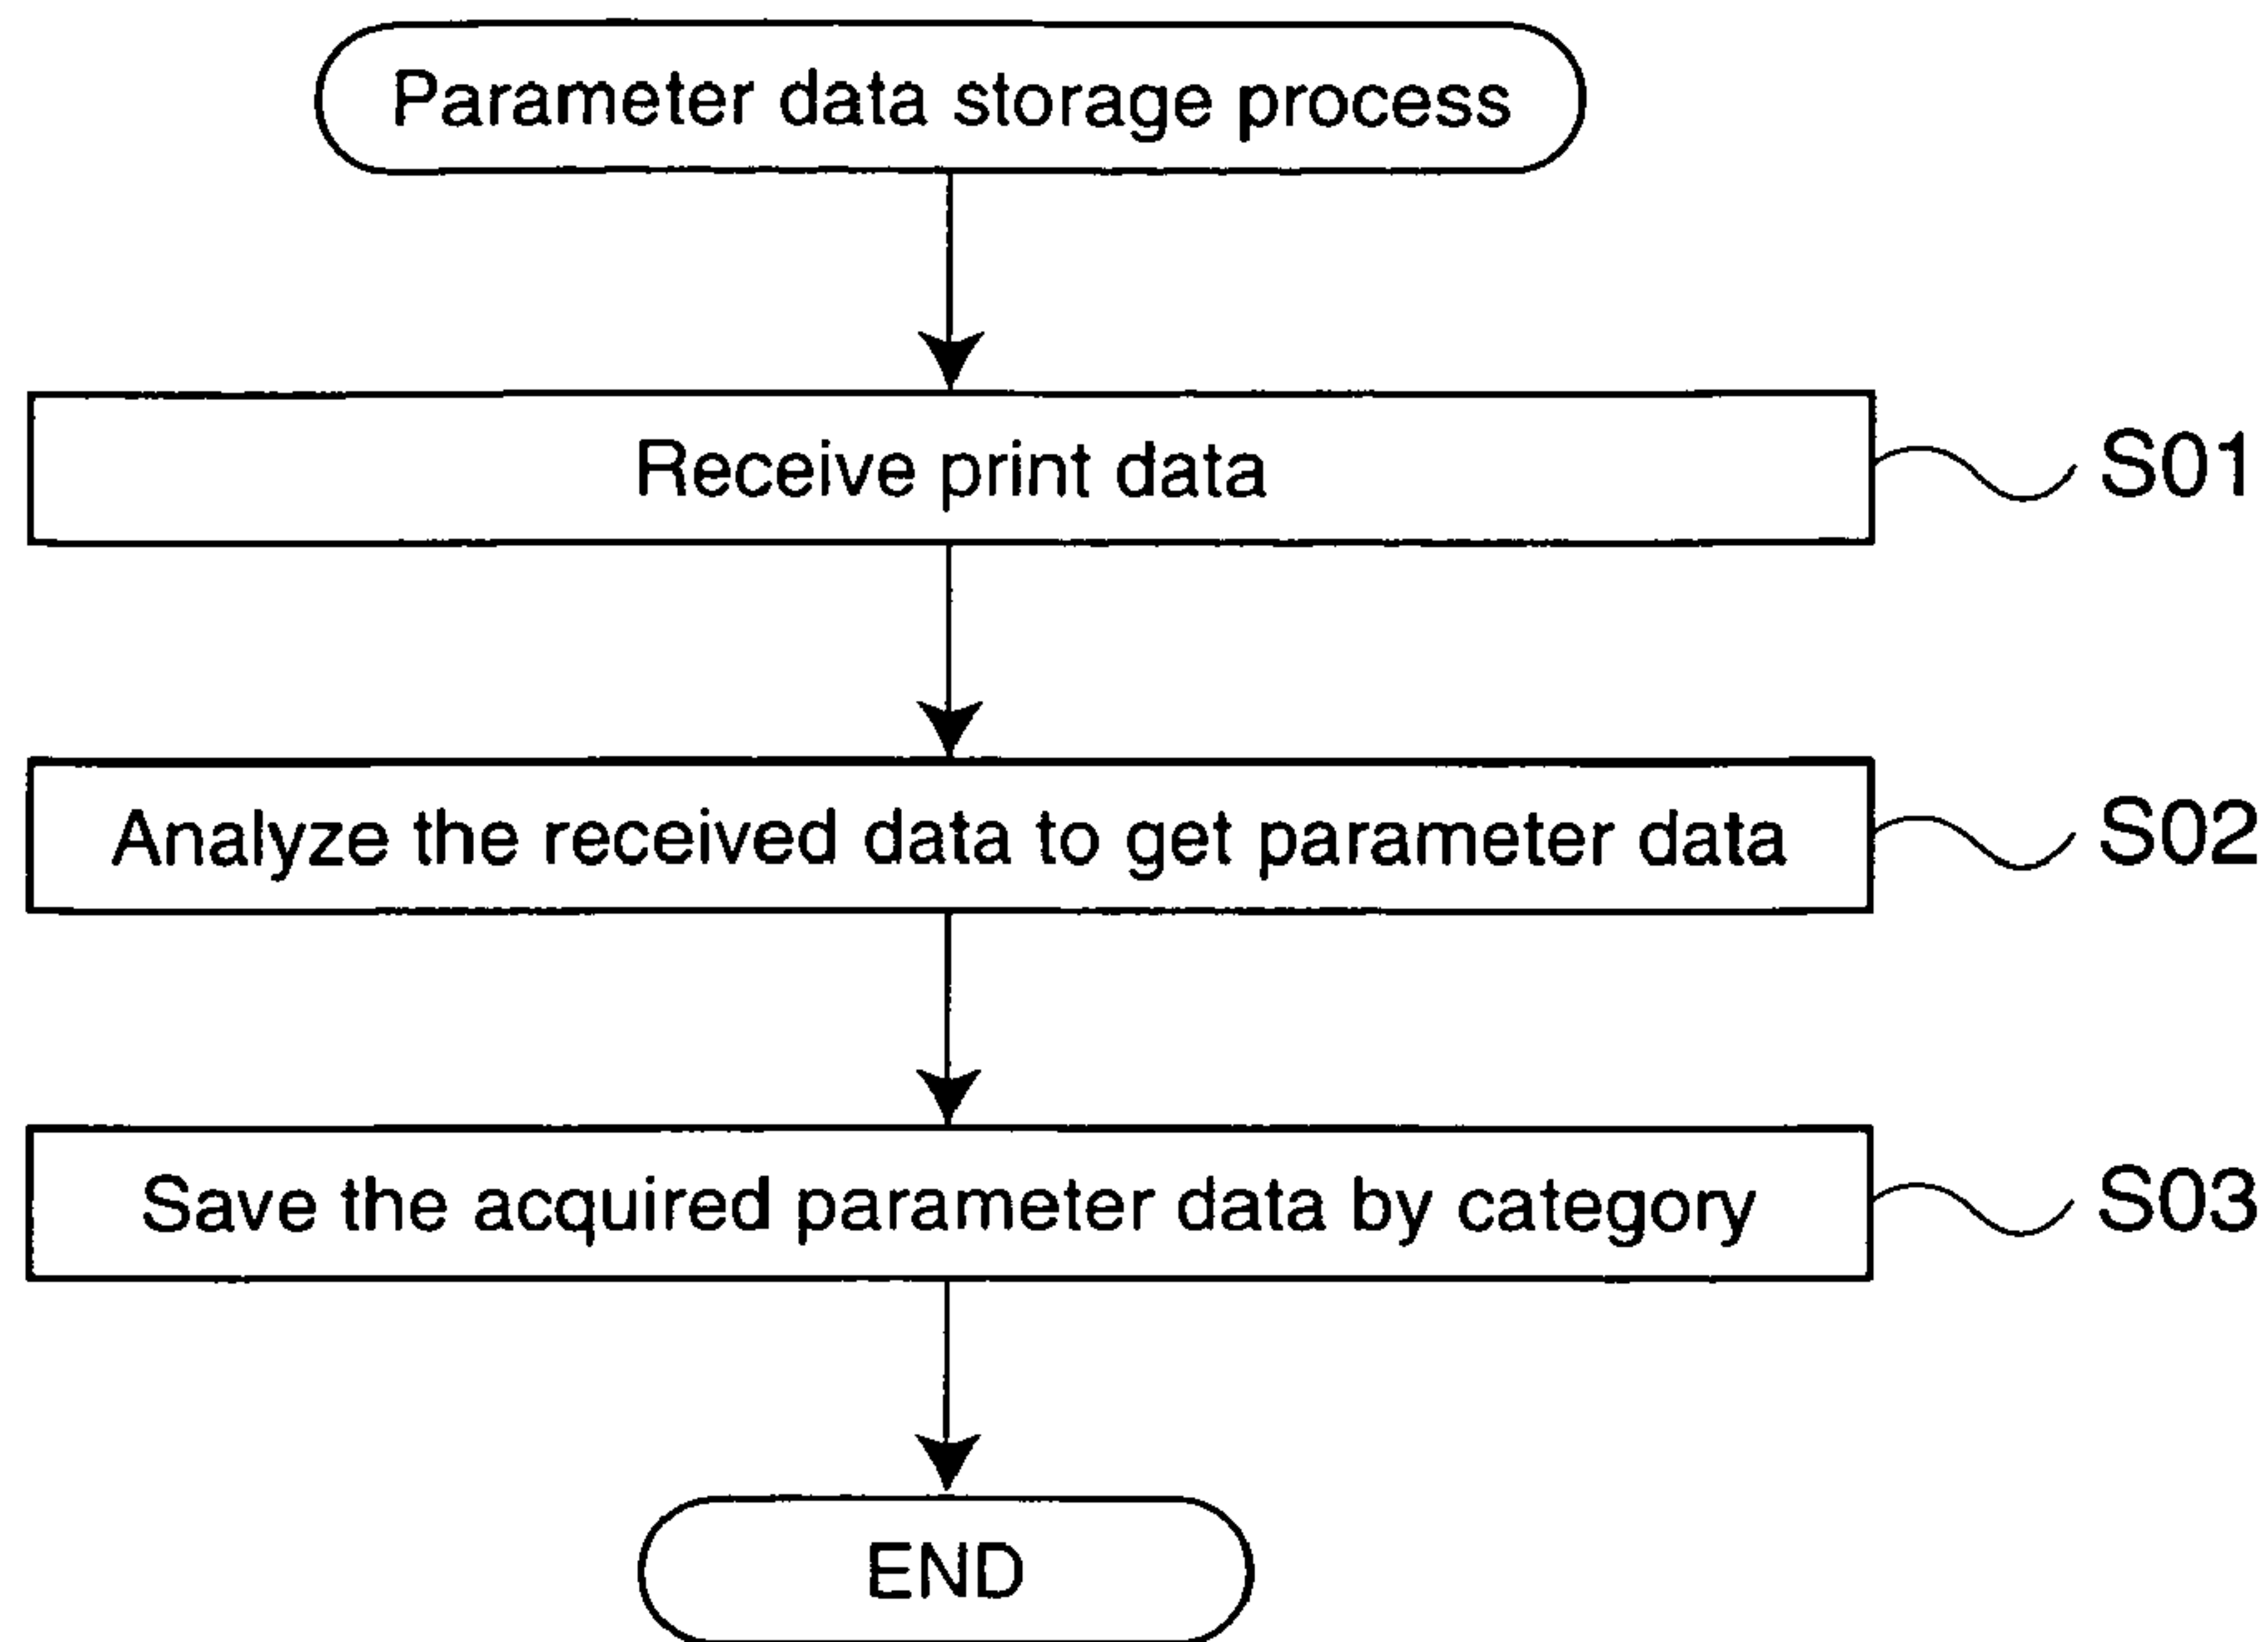 Parameter data storage process
Receive print data
S01
Analyze the received data to get parameter data
S02
Save the acquired parameter data by category
S03
END